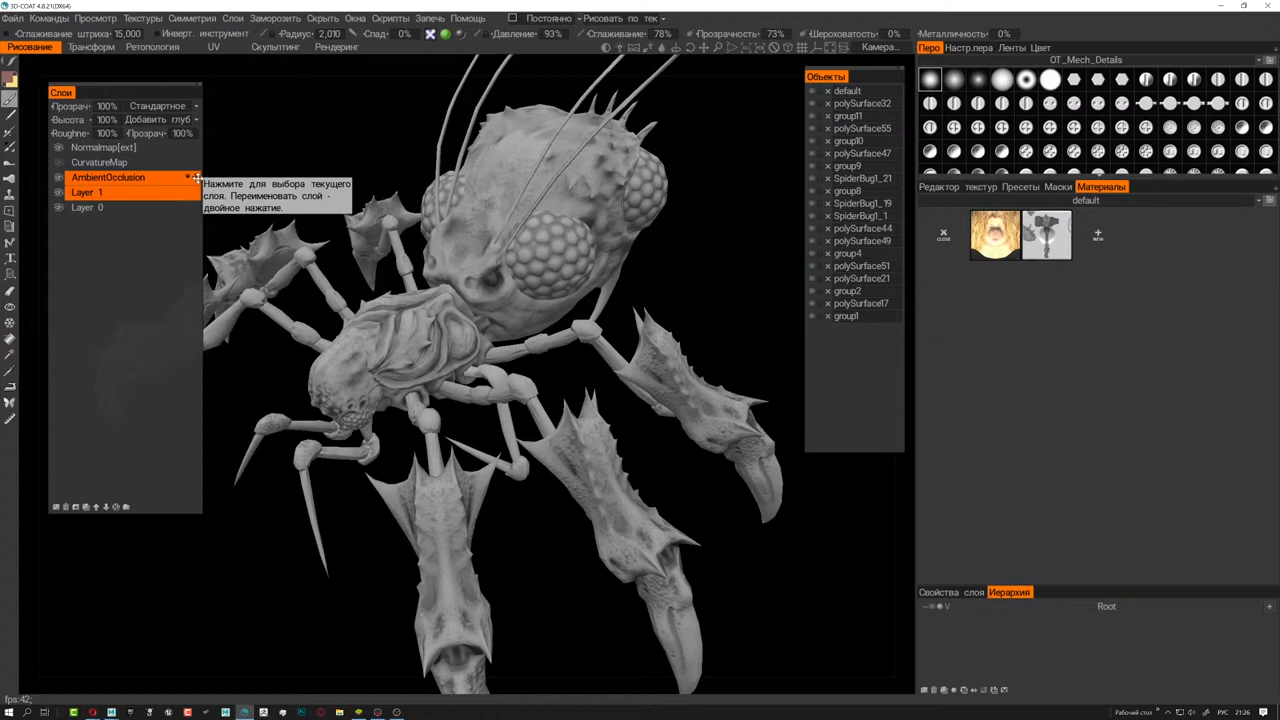 3D-COAT 4.8.21(DX64)
Файл Команды Просмотр Текстуры Симметрия Слои Заморозить Скрыть Окна Скрипты Запечь Помощь Постоянно Рисовать по тек
Сглаживание штриха 15,000 Инверт. инструмент Радиус 2,010 Спад 0% Давление 93% Сглаживание 78% Прозрачность 73% Шероховатость 0% Металличность 0%
Рисование Трансформ Ретопология UV Скульптинг Рендеринг Камера...
Перо Настр.пера Ленты Цвет
OT_Mech_Details
Слои
Прозрач 100% Стандартное
Высота 100% Добавить глуб
Roughne 100% Прозрач 100%
Normalmap[ext]
CurvatureMap
AmbientOcclusion
Layer 1
Layer 0
Нажмите для выбора текущего
слоя. Переименовать слой -
двойное нажатие.
Объекты
default
polySurface32
group11
polySurface55
group10
polySurface47
group9
SpiderBug1_21
group8
SpiderBug1_19
SpiderBug1_1
polySurface44
polySurface49
group4
polySurface51
polySurface21
group2
polySurface17
group1
Редактор текстур Пресеты Маски Материалы
default
CLOSE
NEW
Свойства слоя Иерархия
V Root
fps:42;
Рабочий стол РУС 21:26